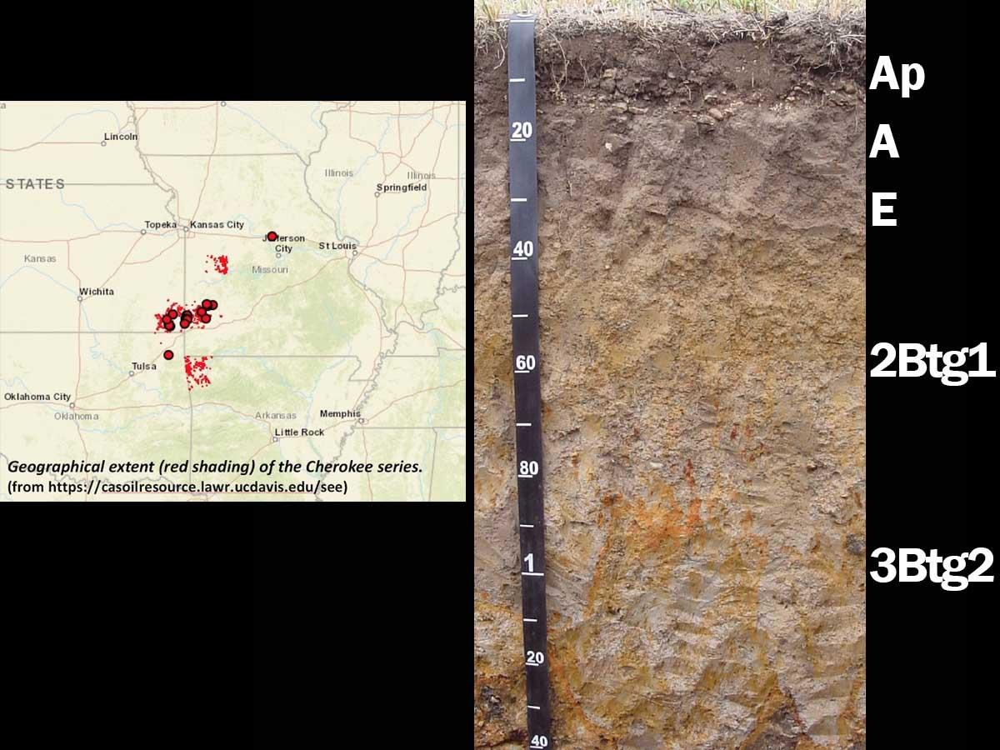 a
Lincoln
STATES
Illinois
Illinois
Springfield
Topeka
Kansas City
City
St Louis
Kansas
Missouri
Wichita
Tulsa
Oklahoma City
Oklahoma
Arkansas
Memphis
Little Rock
Geographical extent (red shading) of the Cherokee series.
(from https://casoilresource.lawr.ucdavis.edu/see)
20
40
60
80
1
20
40
Ap
A
E
2Btg1
3Btg2